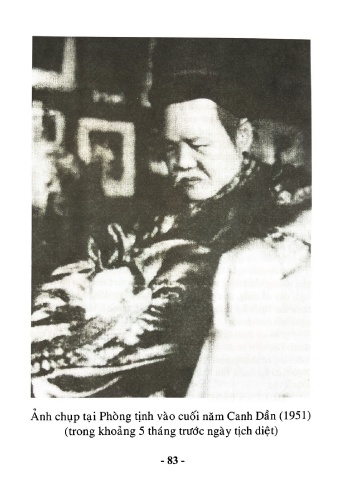 Ảnh chụp tại Phòng tịnh vào cuối năm Canh Dần (1951)
(trong khoảng 5 tháng trước ngày tịch diệt)
- 83 -